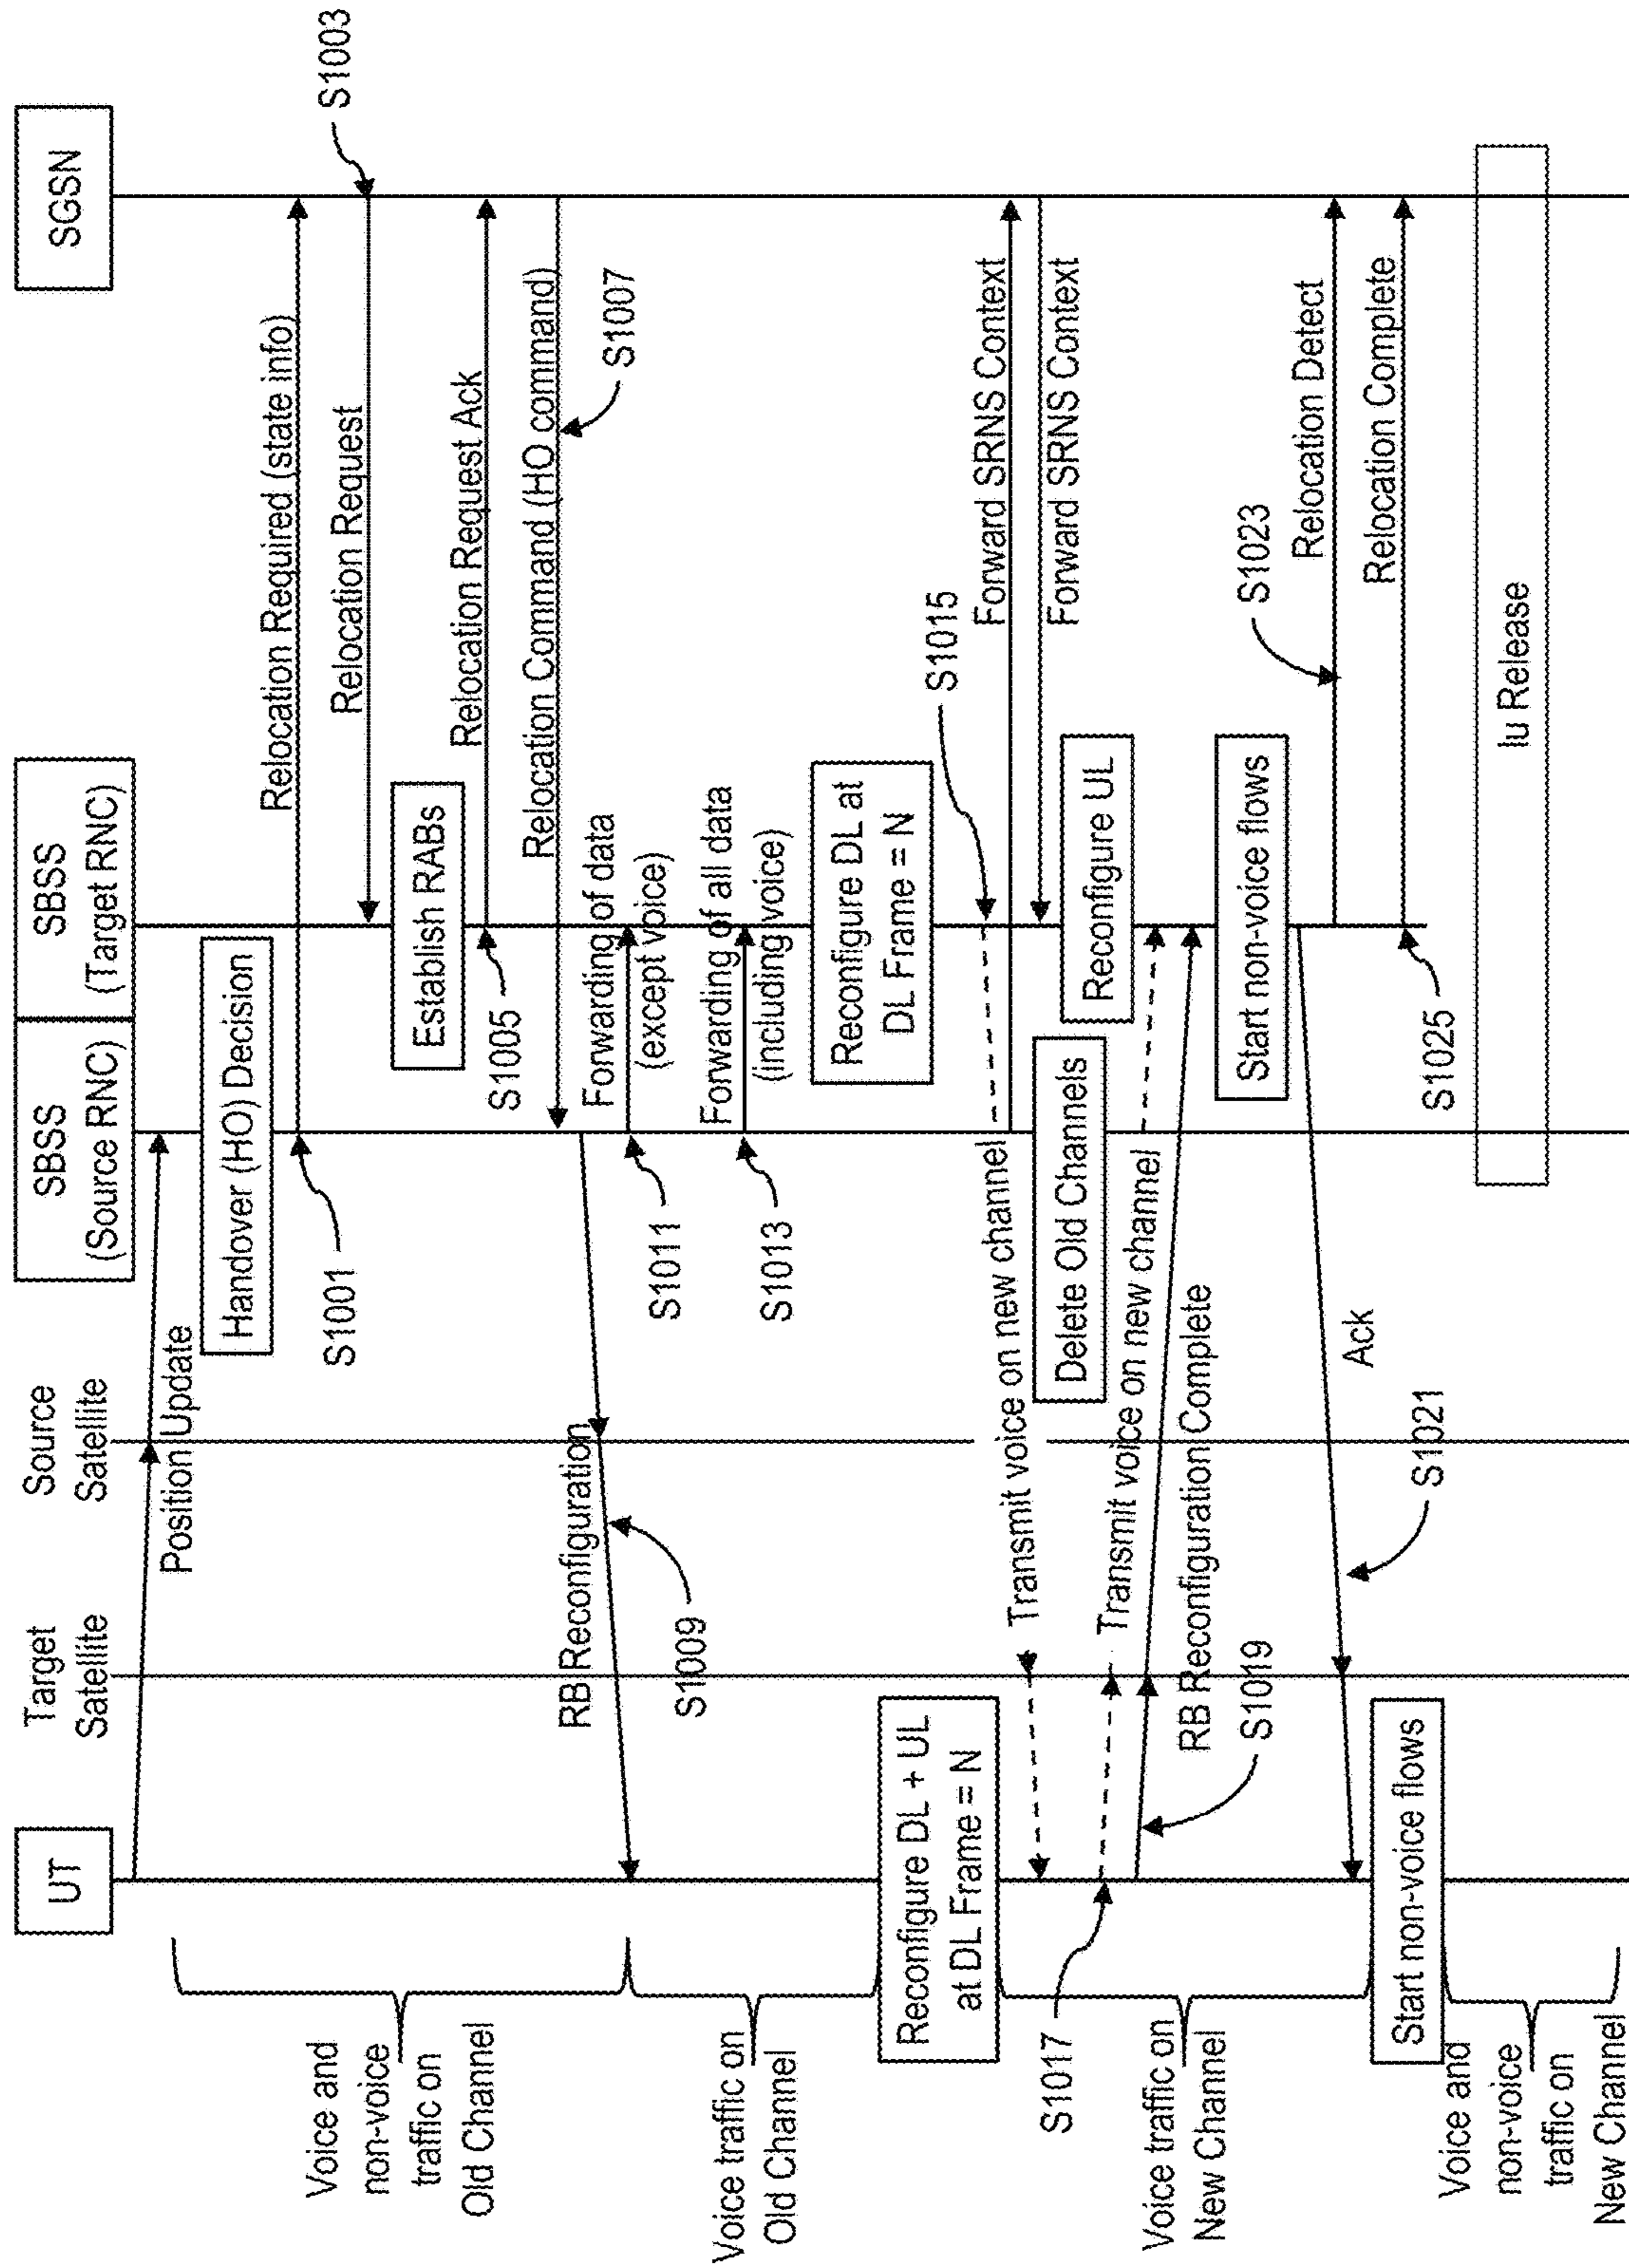 UT
Target
Satellite
Source
Satellite
SBSS
(Source RNC)
SBSS
(Target RNC)
SGSN
Position Update
Handover (HO) Decision
S1001
Relocation Required (state info)
S1003
Relocation Request
Establish RABs
S1005
Relocation Request Ack
Relocation Command (HO command)
S1007
Voice and
non-voice
traffic on
Old Channel
RB Reconfiguration
S1009
Forwarding of data
(except voice)
S1011
Forwarding of all data
(including voice)
S1013
Voice traffic on
Old Channel
Reconfigure DL + UL
at DL Frame = N
Reconfigure DL at
DL Frame = N
S1015
Transmit voice on new channel
Forward SRNS Context
Forward SRNS Context
Delete Old Channels
Reconfigure UL
S1017
Transmit voice on new channel
RB Reconfiguration Complete
S1019
Voice traffic on
New Channel
Start non-voice flows
Ack
S1021
S1023
Relocation Detect
Relocation Complete
S1025
Start non-voice flows
Iu Release
Voice and
non-voice
traffic on
New Channel